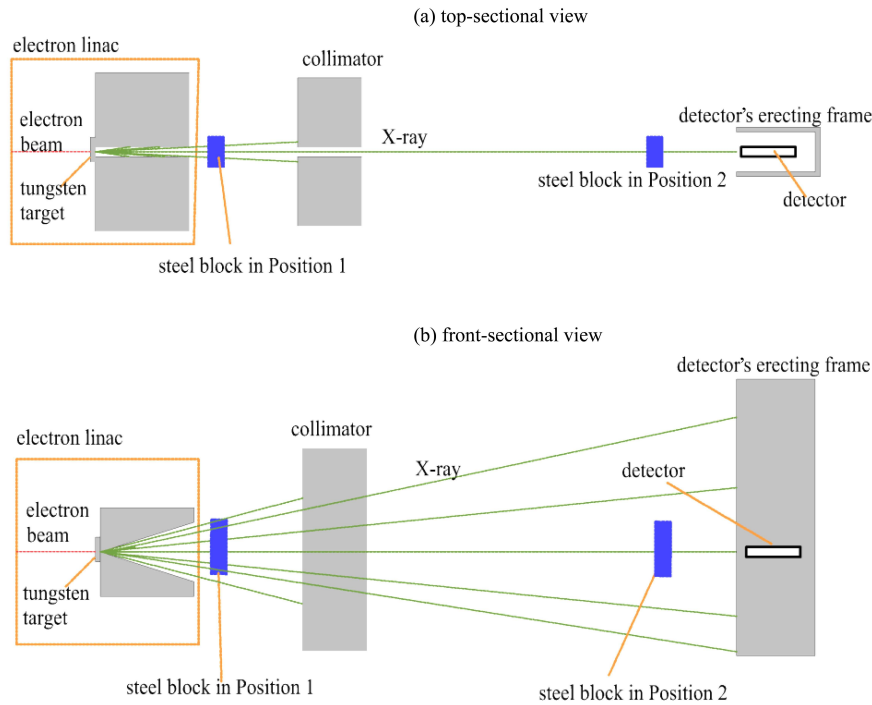 (a) top-sectional view
electron linac
collimator
electron
beam
X-ray
detector's erecting frame
tungsten
target
steel block in Position 2
detector
steel block in Position 1
(b) front-sectional view
detector's erecting frame
electron linac
collimator
X-ray
detector
electron
beam
tungsten
target
steel block in Position 1
steel block in Position 2